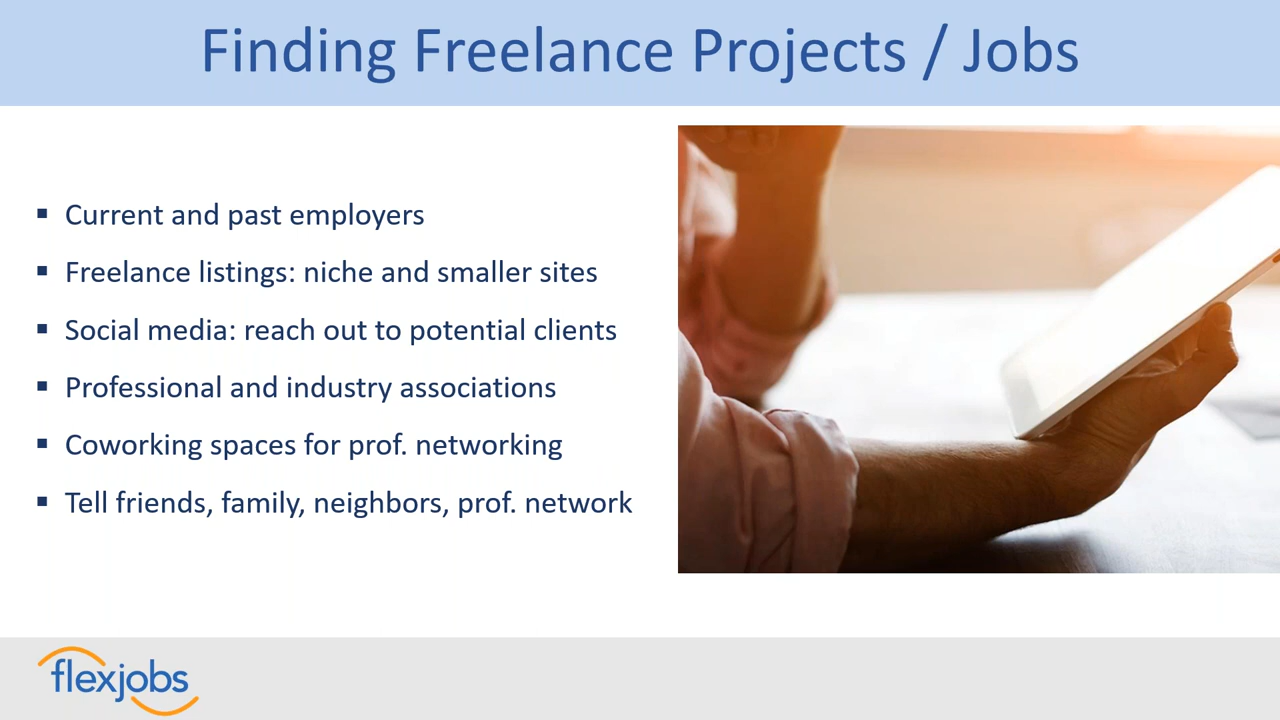 Finding Freelance Projects / Jobs
▪ Current and past employers
▪ Freelance listings: niche and smaller sites
▪ Social media: reach out to potential clients
▪ Professional and industry associations
▪ Coworking spaces for prof. networking
▪ Tell friends, family, neighbors, prof. network
flexjobs